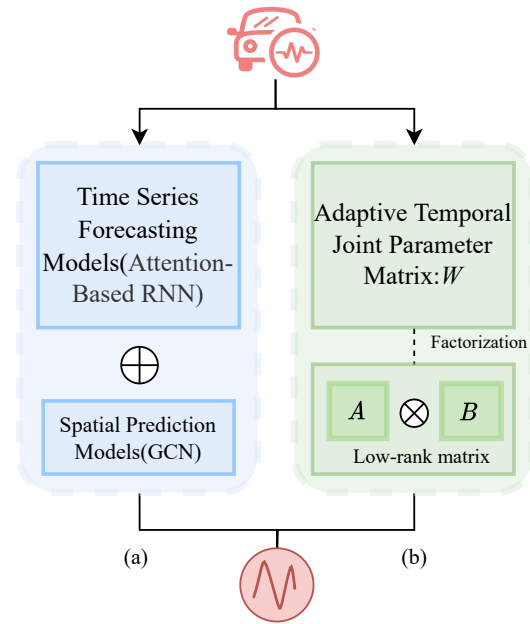 Time Series
Forecasting
Models(Attention-
Based RNN)
Spatial Prediction
Models(GCN)
(a)
Adaptive Temporal
Joint Parameter
Matrix:W
Factorization
A ⊗ B
Low-rank matrix
(b)